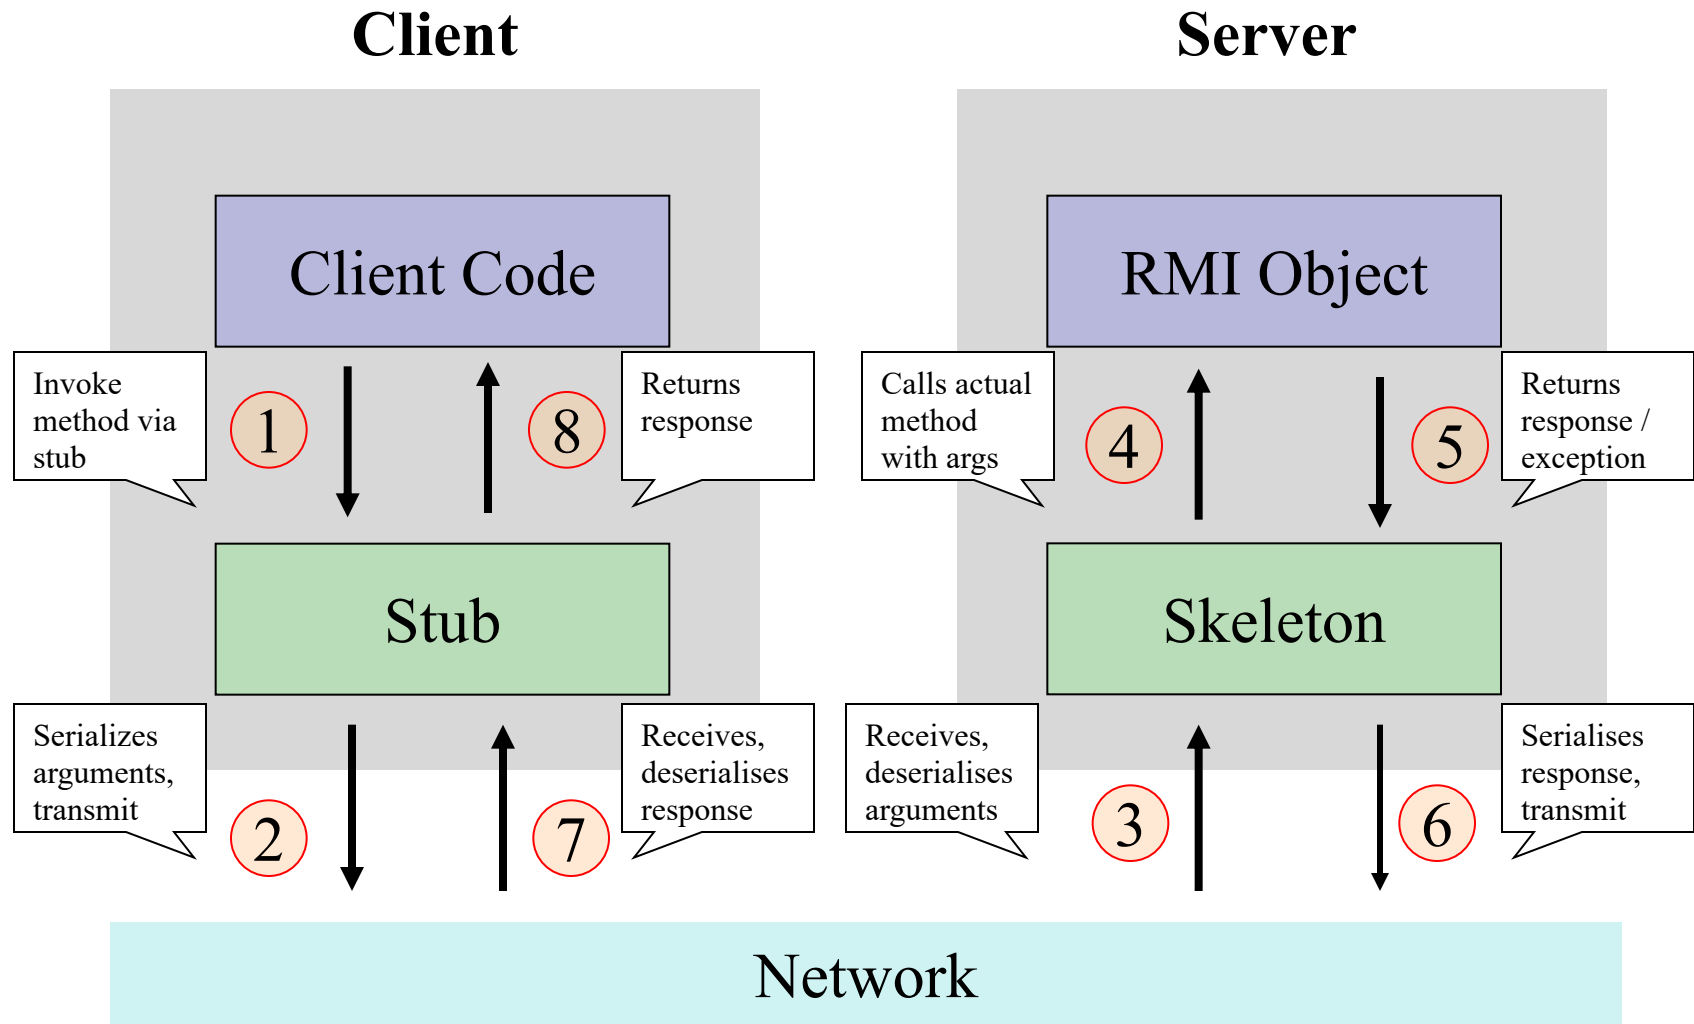 Client
Server
Client Code
RMI Object
Invoke
method via
stub
1
8
Returns
response
Calls actual
method
with args
4
5
Returns
response /
exception
Stub
Skeleton
Serializes
arguments,
transmit
2
7
Receives,
deserialises
response
Receives,
deserialises
arguments
3
6
Serialises
response,
transmit
Network